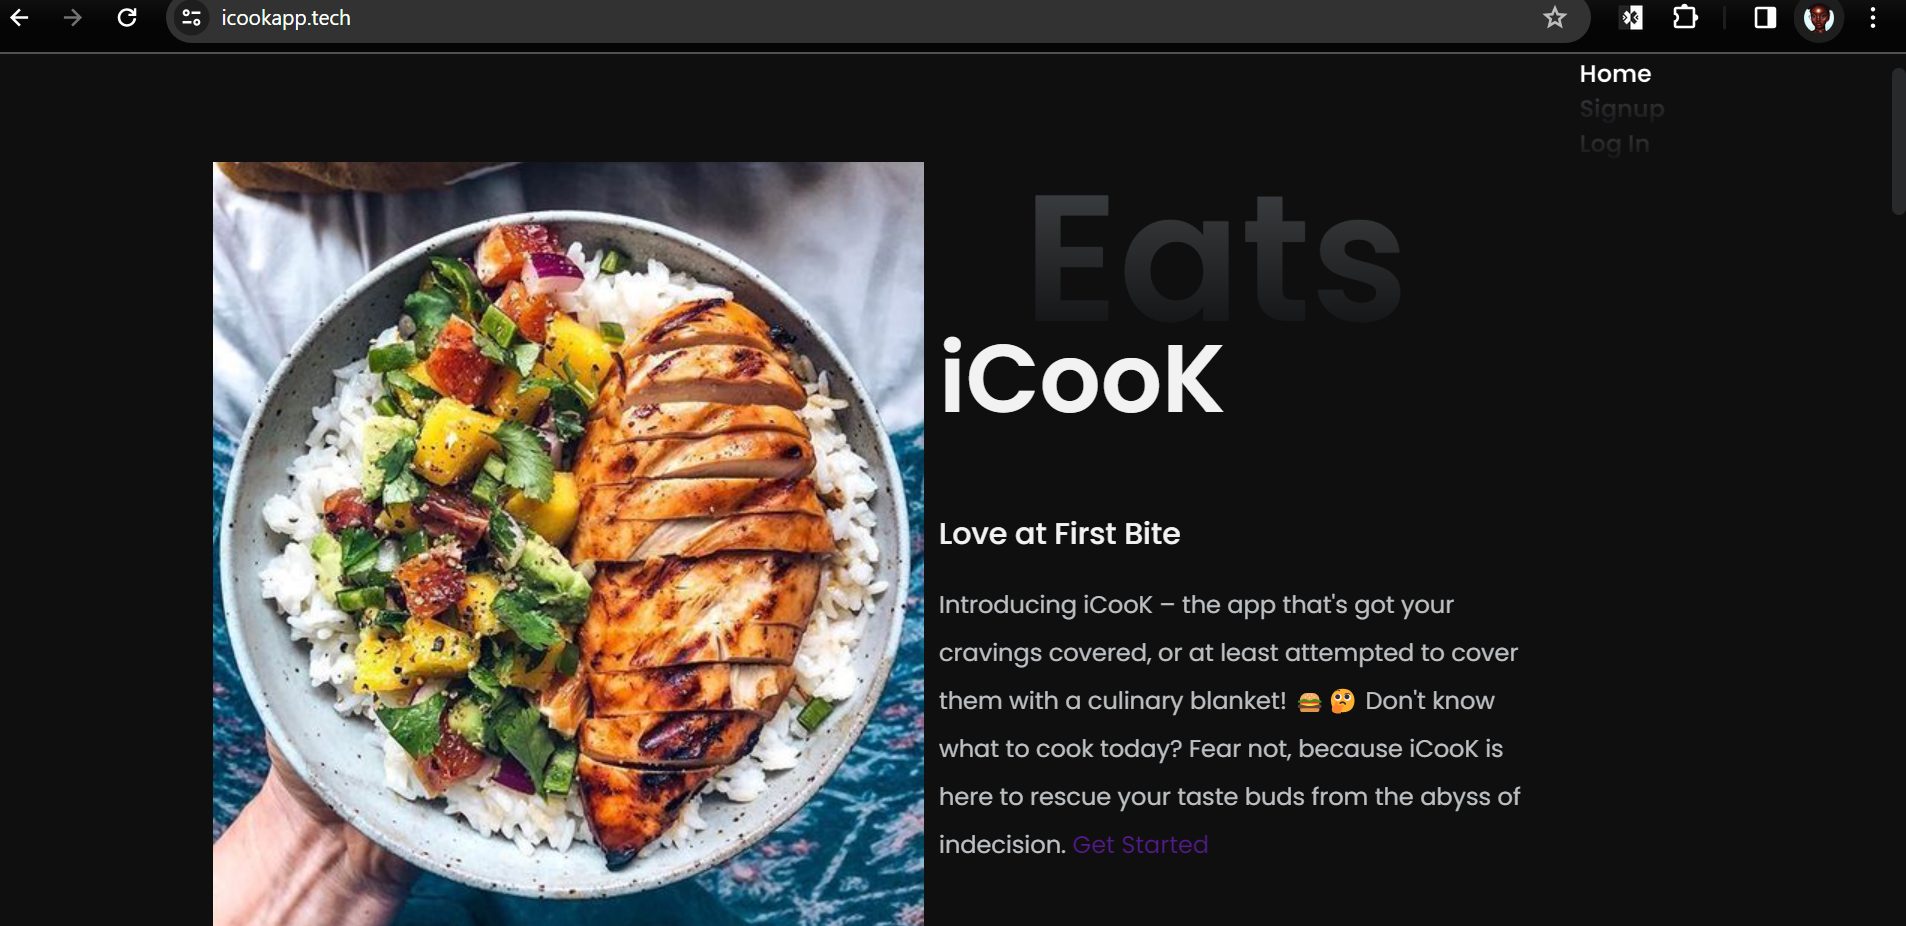 icookapp.tech
Home
Signup
Log In
Eats
iCooK
Love at First Bite
Introducing iCooK – the app that's got your
cravings covered, or at least attempted to cover
them with a culinary blanket! 🍔🤔 Don't know
what to cook today? Fear not, because iCooK is
here to rescue your taste buds from the abyss of
indecision. Get Started